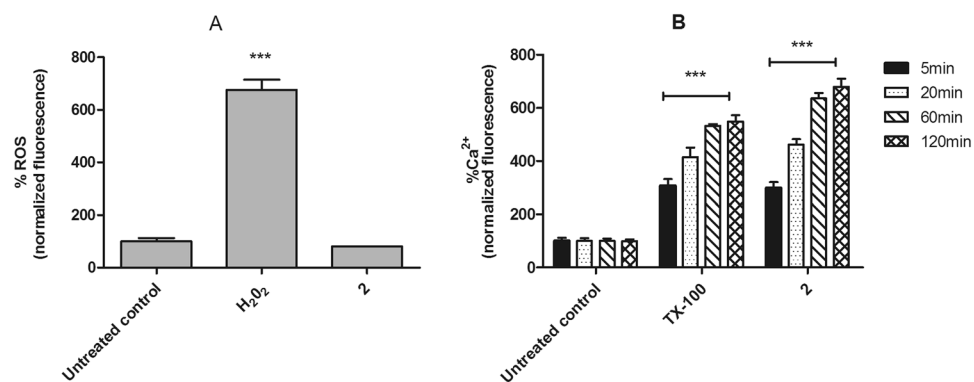 A
% ROS
(normalized fluorescence)
800
600
400
200
0
***
Untreated control
H₂0₂
2
B
%Ca²⁺
(normalized fluorescence)
800
600
400
200
0
***
***
Untreated control
TX-100
2
5min
20min
60min
120min